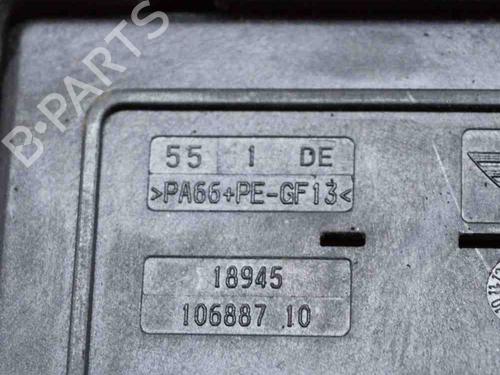 B-PARTS
55 1 DE
>PA66+PE-GF13<
18945
106887 10